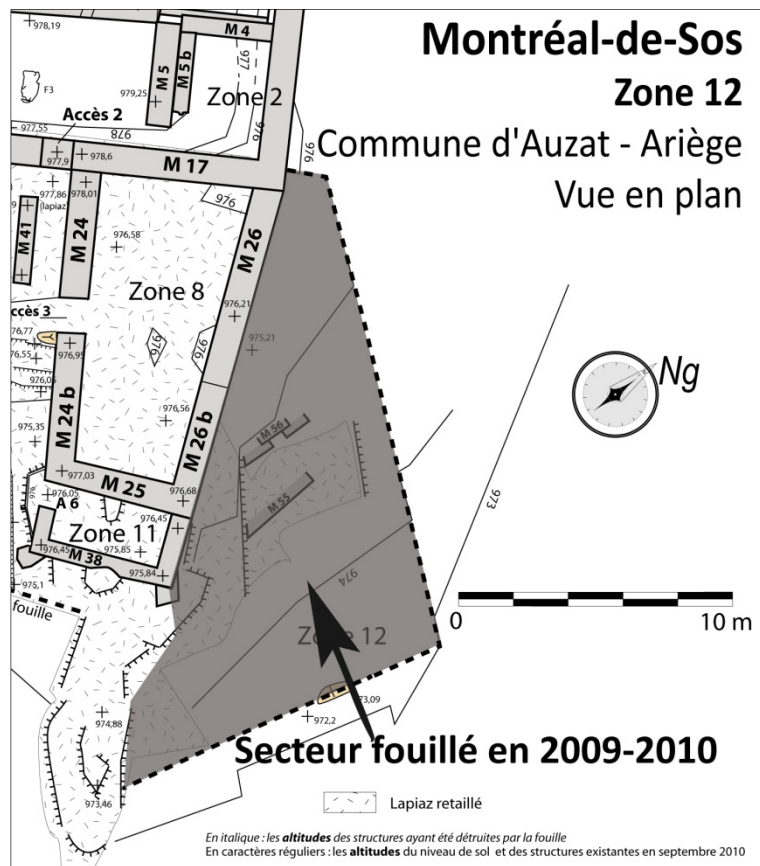 Montréal-de-Sos
Zone 12
Commune d'Auzat - Ariège
Vue en plan
978,19
M 4
M 5
M 5 b
977
979,25
Zone 2
F3
Accès 2
976
976
977,55
978
977,9
978,6
M 17
977,86
(lapiaz)
978,01
976
M 41
M 24
976,58
M 26
Zone 8
976,21
975,21
ccès 3
976,77
976,95
976
976
976,55
976,05
Ng
M 24 b
976,56
M 26 b
M 56
975,35
977,03
M 25
976,68
M 55
973
976
976,05
A 6
976,45
Zone 11
976,45
975,85
M 38
975,84
975,1
974
fouille
0
10 m
Zone 12
973,09
974,88
972,2
Secteur fouillé en 2009-2010
973,46
Lapiaz retaillé
En italique : les altitudes des structures ayant été détruites par la fouille
En caractères réguliers : les altitudes du niveau de sol et des structures existantes en septembre 2010